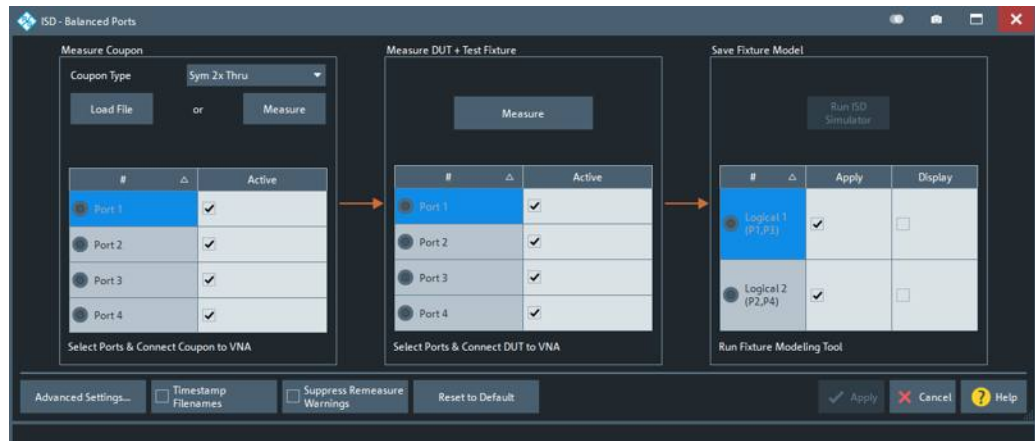 ISD - Balanced Ports
Measure Coupon
Coupon Type
Sym 2x Thru
Load File
or
Measure
#
Active
Port 1
Port 2
Port 3
Port 4
Select Ports & Connect Coupon to VNA
Measure DUT + Test Fixture
Measure
#
Active
Port 1
Port 2
Port 3
Port 4
Select Ports & Connect DUT to VNA
Save Fixture Model
Run ISD
Simulator
#
Apply
Display
Logical 1
(P1,P3)
Logical 2
(P2,P4)
Run Fixture Modeling Tool
Advanced Settings...
Timestamp
Filenames
Suppress Remeasure
Warnings
Reset to Default
Apply
Cancel
? Help